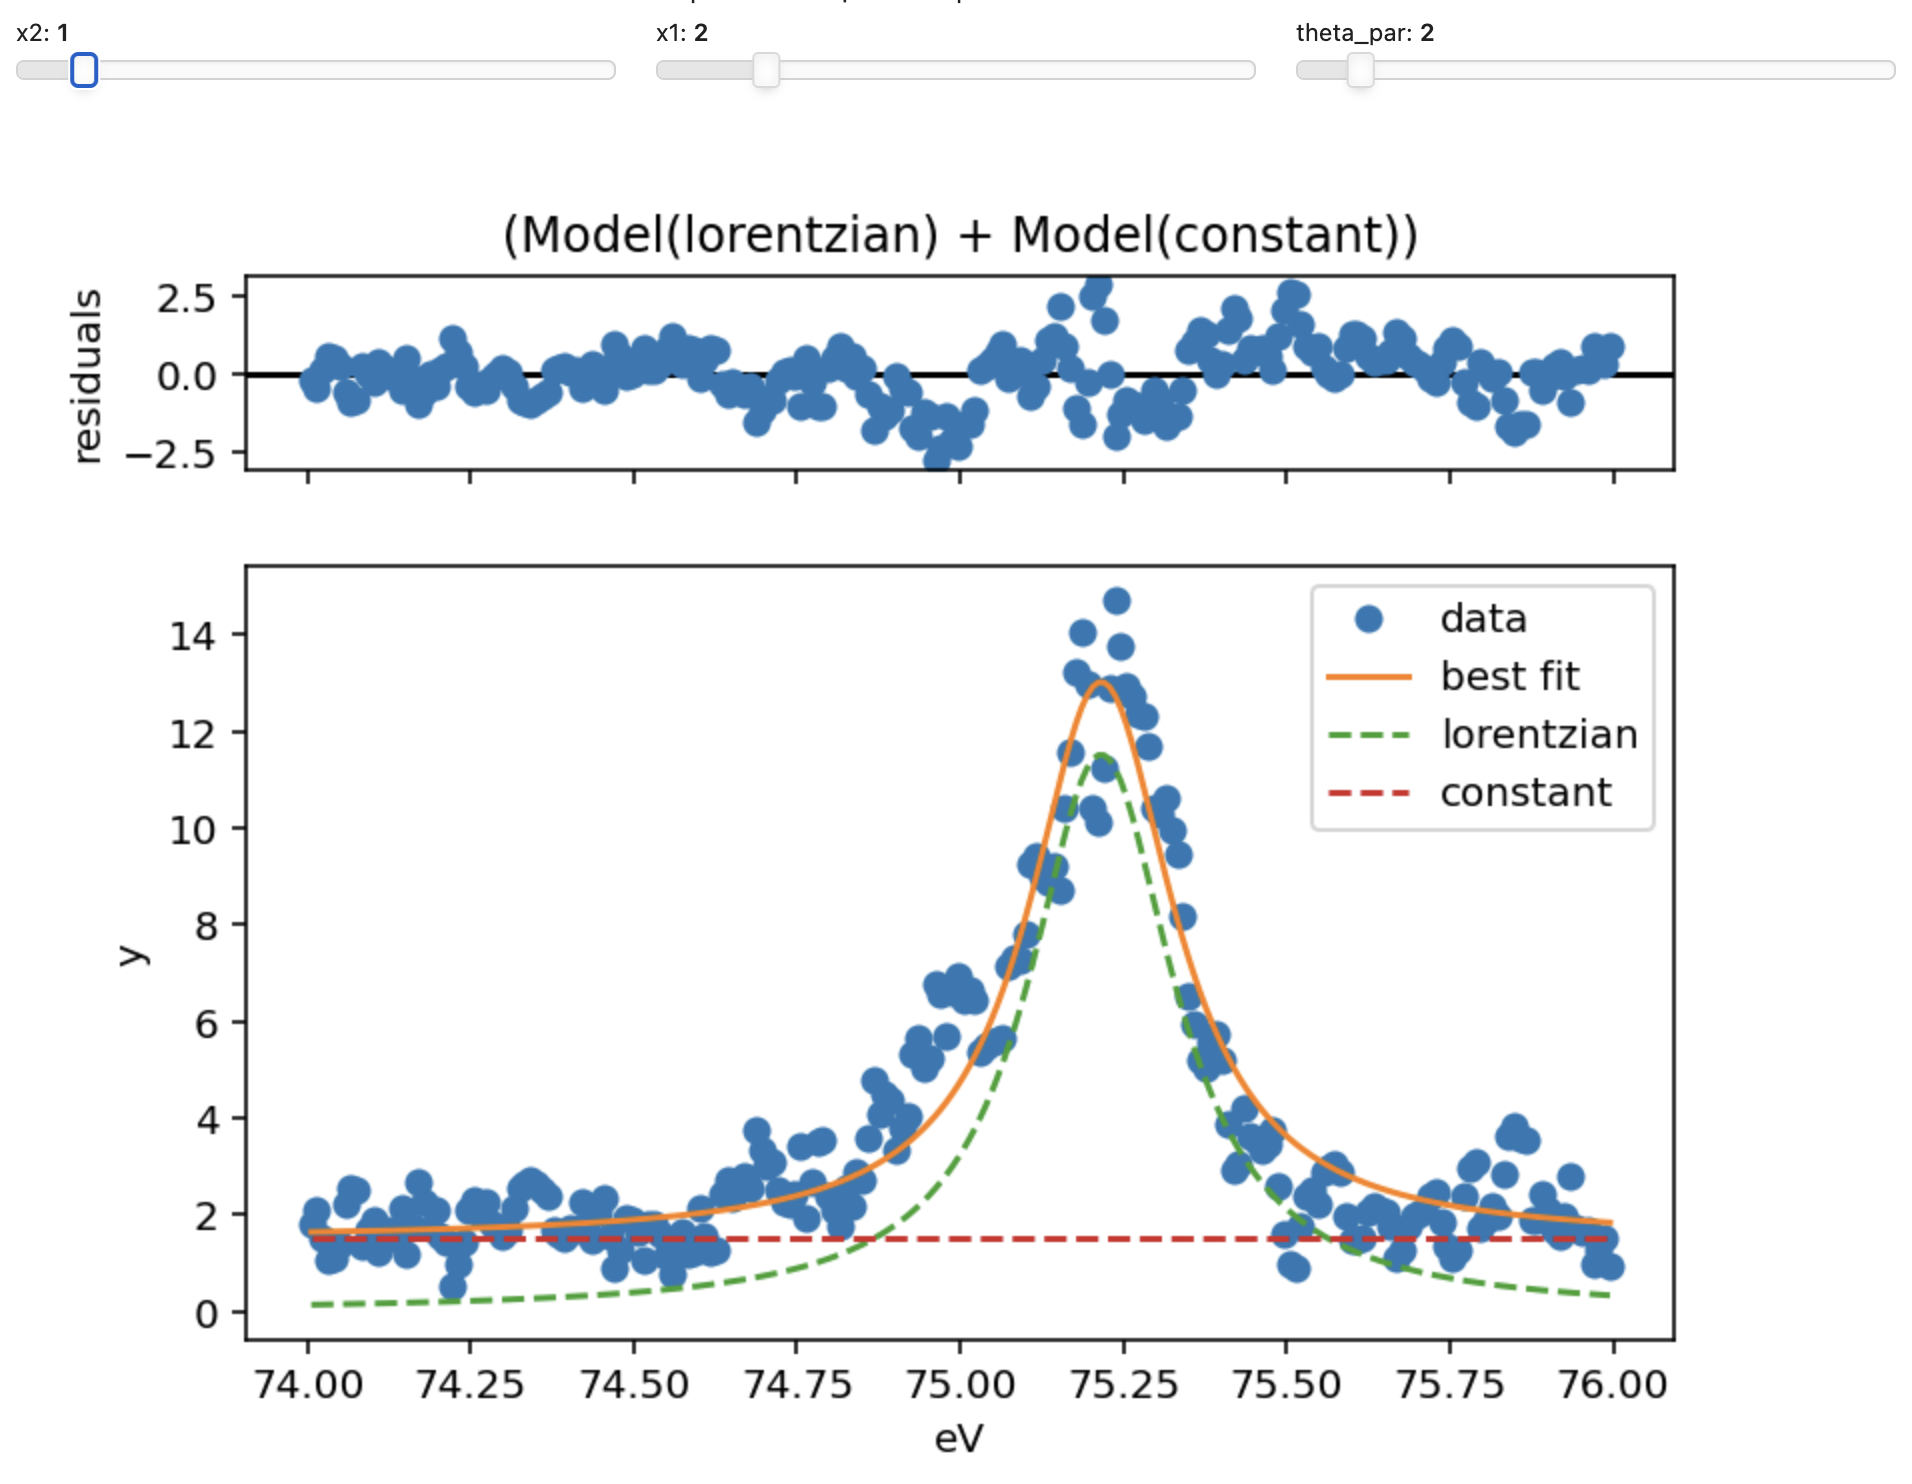 x2: 1
x1: 2
theta_par: 2
(Model(lorentzian) + Model(constant))
residuals
2.5
0.0
−2.5
y
14
12
10
8
6
4
2
0
data
best fit
lorentzian
constant
74.00 74.25 74.50 74.75 75.00 75.25 75.50 75.75 76.00
eV